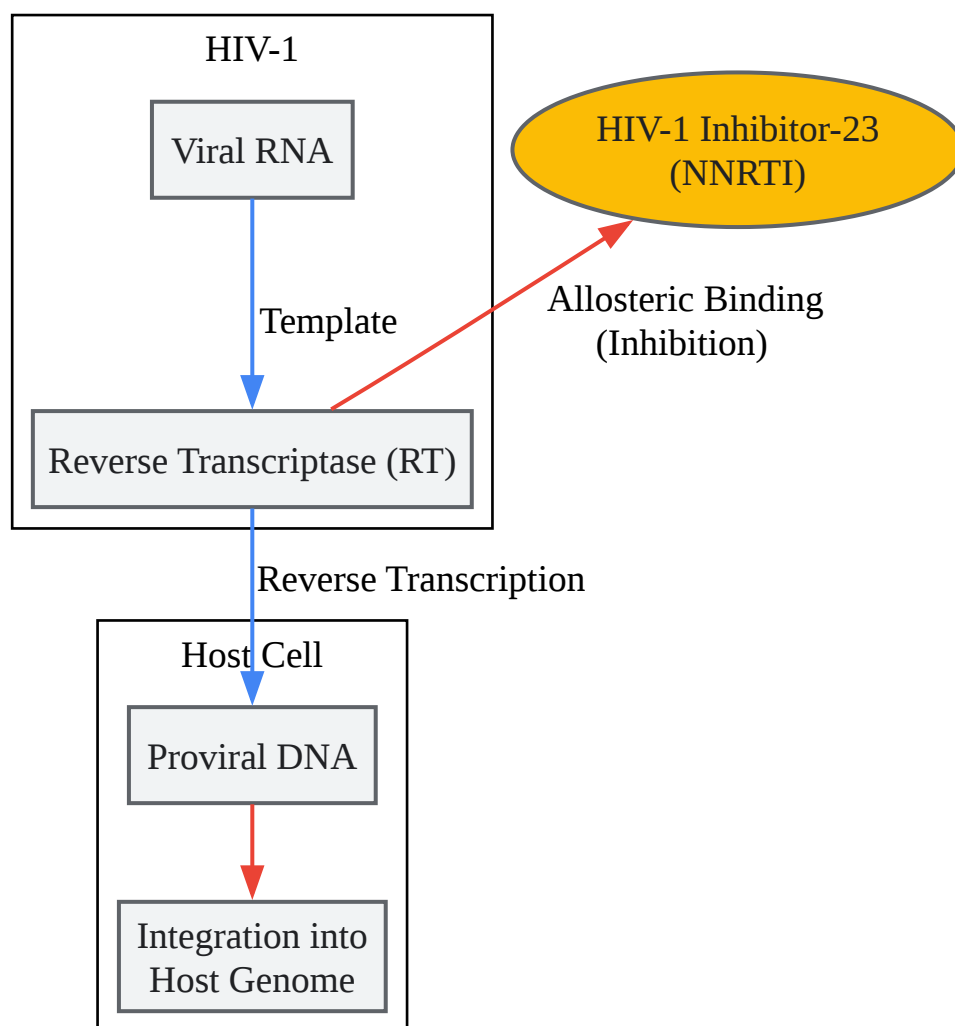 HIV-1
Viral RNA
HIV-1 Inhibitor-23
(NNRTI)
Template
Allosteric Binding
(Inhibition)
Reverse Transcriptase (RT)
Reverse Transcription
Host Cell
Proviral DNA
Integration into
Host Genome